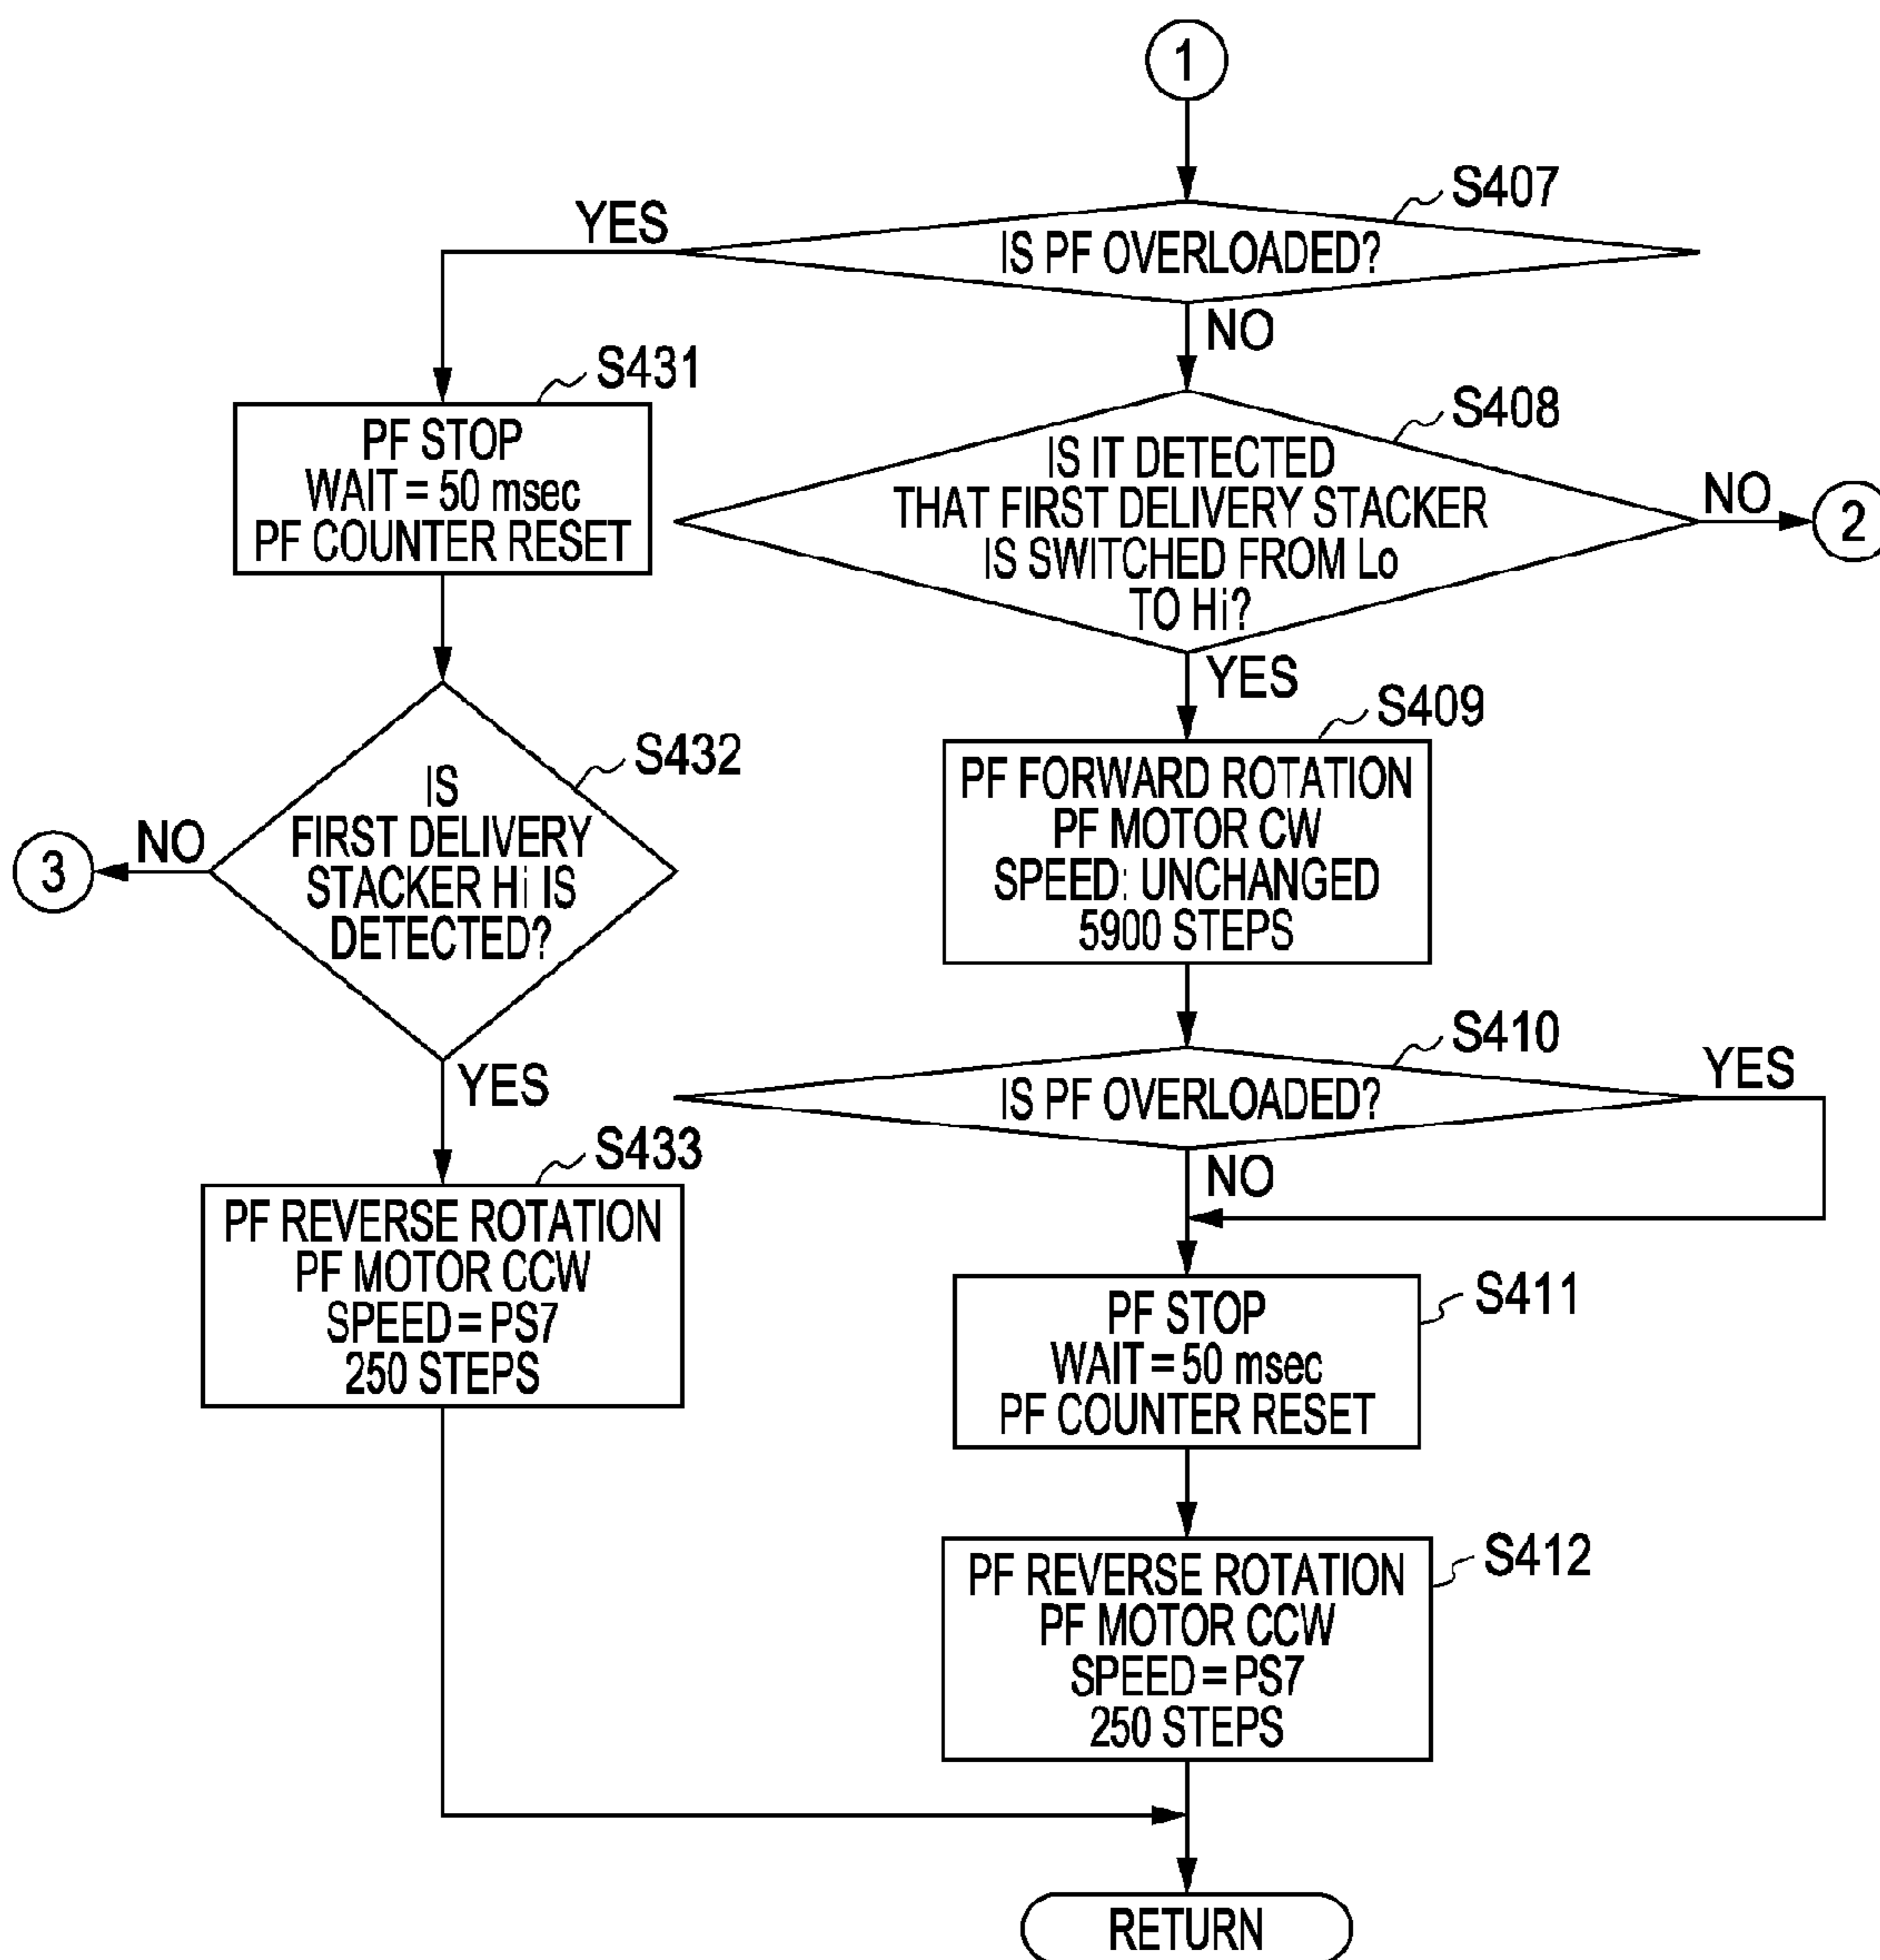 1
S407
YES
IS PF OVERLOADED?
NO
S431
PF STOP
WAIT = 50 msec
PF COUNTER RESET
S408
IS IT DETECTED
THAT FIRST DELIVERY STACKER
IS SWITCHED FROM Lo
TO Hi?
NO
2
YES
S432
IS
FIRST DELIVERY
STACKER Hi IS
DETECTED?
NO
3
YES
S409
PF FORWARD ROTATION
PF MOTOR CW
SPEED: UNCHANGED
5900 STEPS
S410
IS PF OVERLOADED?
YES
NO
S433
PF REVERSE ROTATION
PF MOTOR CCW
SPEED = PS7
250 STEPS
S411
PF STOP
WAIT = 50 msec
PF COUNTER RESET
S412
PF REVERSE ROTATION
PF MOTOR CCW
SPEED = PS7
250 STEPS
RETURN